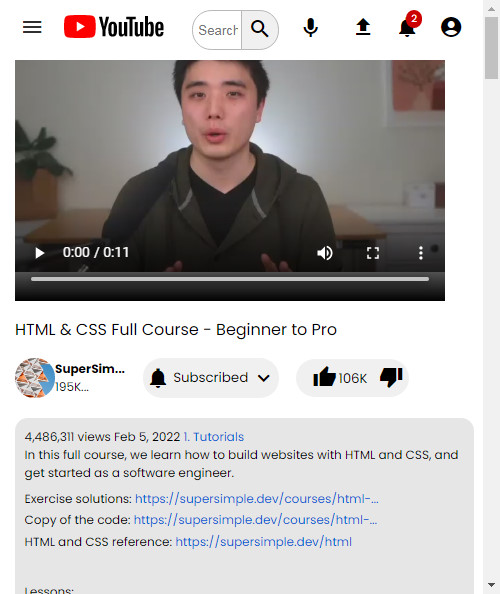 YouTube
Search
2
0:00 / 0:11
HTML & CSS Full Course - Beginner to Pro
SuperSim...
195K...
Subscribed
106K
4,486,311 views Feb 5, 2022 1. Tutorials
In this full course, we learn how to build websites with HTML and CSS, and
get started as a software engineer.
Exercise solutions: https://supersimple.dev/courses/html-...
Copy of the code: https://supersimple.dev/courses/html-...
HTML and CSS reference: https://supersimple.dev/html
Lessons: